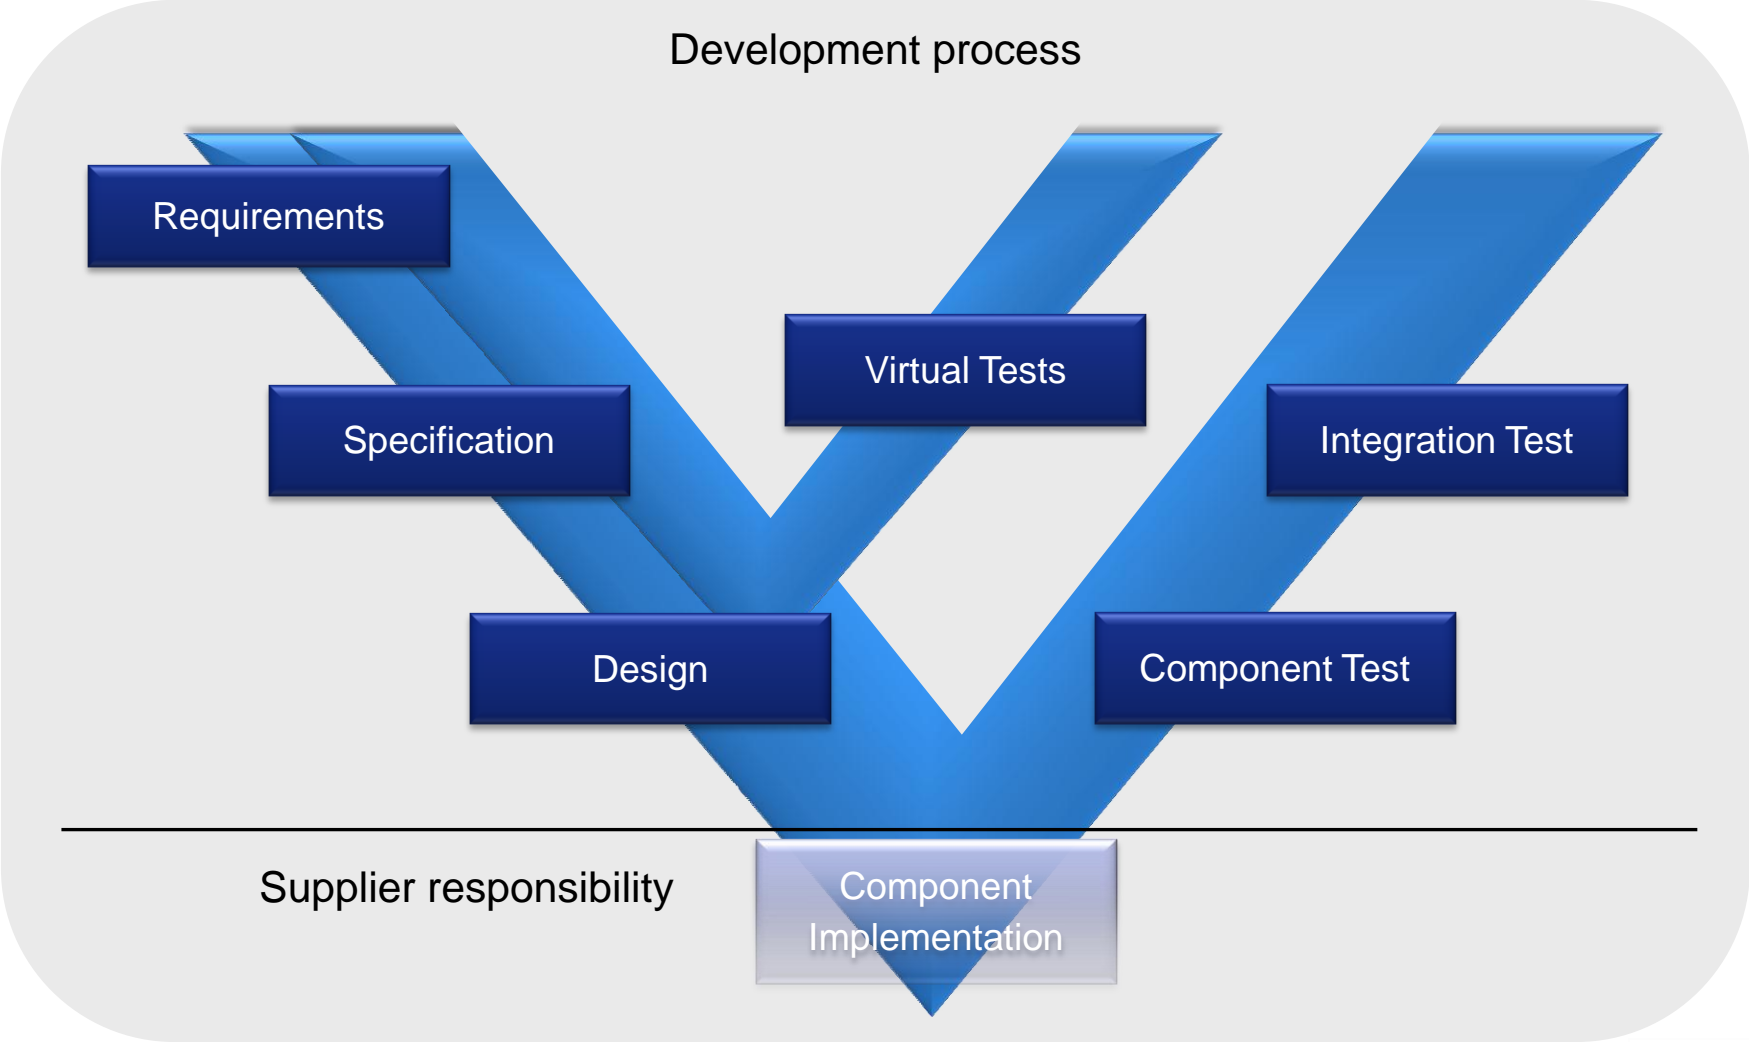 Development process
Requirements
Virtual Tests
Specification
Integration Test
Design
Component Test
Supplier responsibility
Component
Implementation